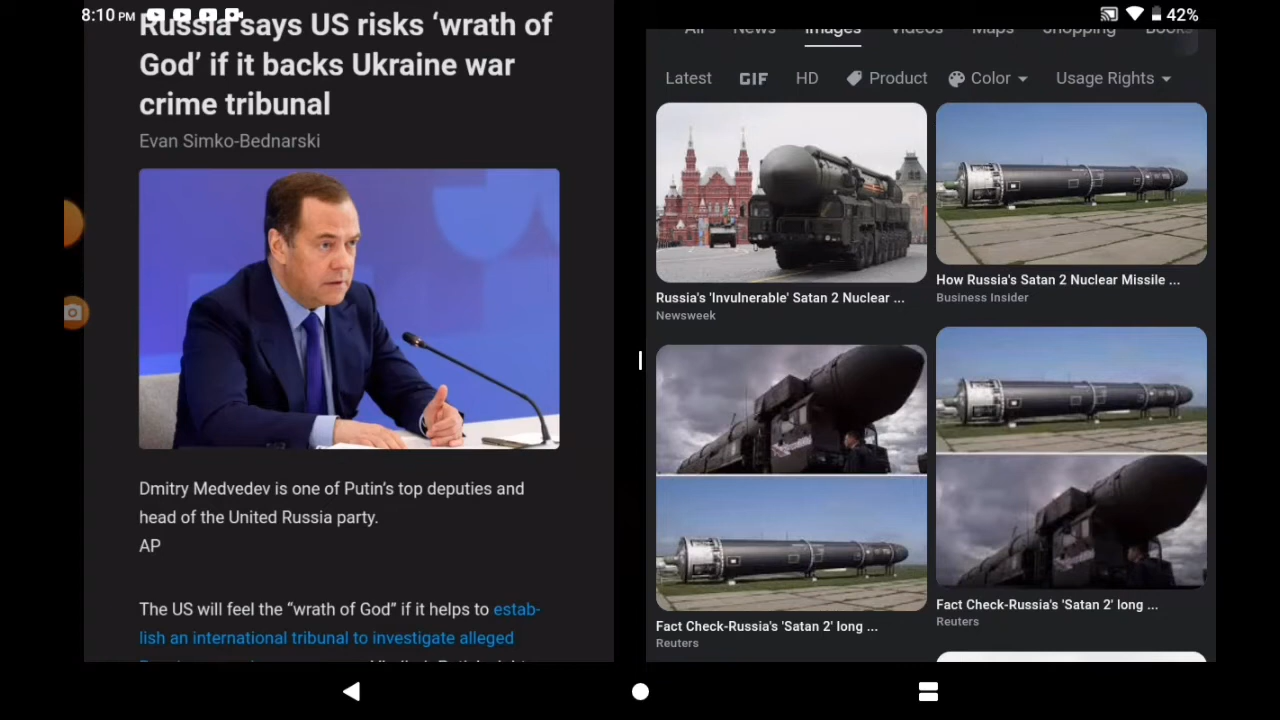 8:10 PM
42%
Russia says US risks ‘wrath of
God’ if it backs Ukraine war
crime tribunal
Evan Simko-Bednarski
Dmitry Medvedev is one of Putin’s top deputies and
head of the United Russia party.
AP
The US will feel the “wrath of God” if it helps to estab-
lish an international tribunal to investigate alleged
All News Images Videos Maps Shopping Books
Latest GIF HD Product Color Usage Rights
Russia's 'Invulnerable' Satan 2 Nuclear ...
Newsweek
How Russia's Satan 2 Nuclear Missile ...
Business Insider
Fact Check-Russia's 'Satan 2' long ...
Reuters
Fact Check-Russia's 'Satan 2' long ...
Reuters